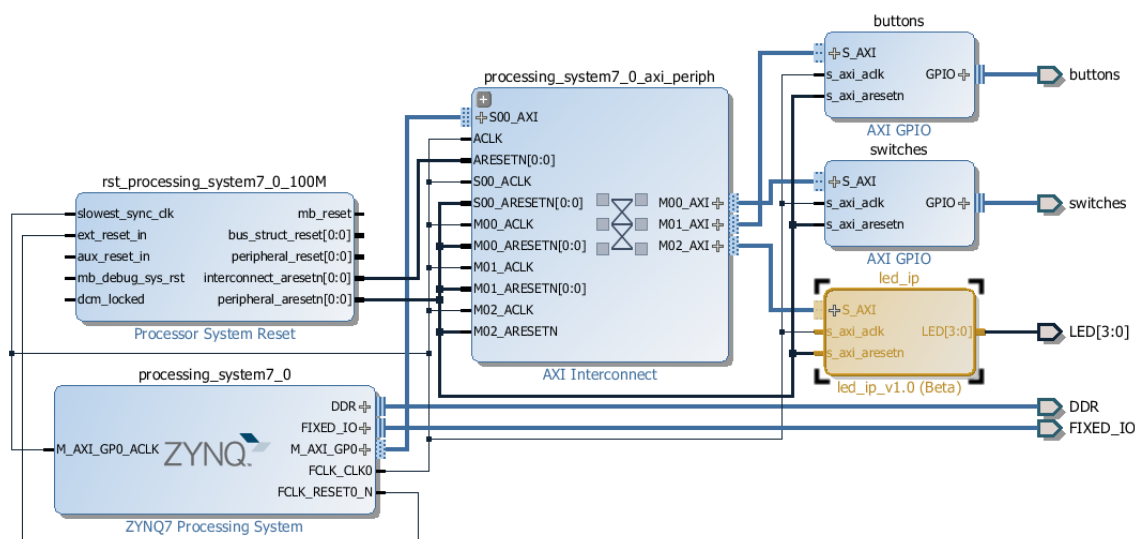 buttons
S_AXI
s_axi_aclk
s_axi_aresetn
GPIO
AXI GPIO
buttons
processing_system7_0_axi_periph
S00_AXI
ACLK
ARESETN[0:0]
S00_ACLK
S00_ARESETN[0:0]
M00_ACLK
M00_ARESETN[0:0]
M01_ACLK
M01_ARESETN[0:0]
M02_ACLK
M02_ARESETN
M00_AXI
M01_AXI
M02_AXI
AXI Interconnect
switches
S_AXI
s_axi_aclk
s_axi_aresetn
GPIO
AXI GPIO
switches
rst_processing_system7_0_100M
slowest_sync_clk
ext_reset_in
aux_reset_in
mb_debug_sys_rst
dcm_locked
mb_reset
bus_struct_reset[0:0]
peripheral_reset[0:0]
interconnect_aresetn[0:0]
peripheral_aresetn[0:0]
Processor System Reset
led_ip
S_AXI
s_axi_aclk
s_axi_aresetn
LED[3:0]
led_ip_v1.0 (Beta)
LED[3:0]
processing_system7_0
M_AXI_GP0_ACLK
ZYNQ
DDR
FIXED_IO
M_AXI_GP0
FCLK_CLK0
FCLK_RESET0_N
ZYNQ7 Processing System
DDR
FIXED_IO